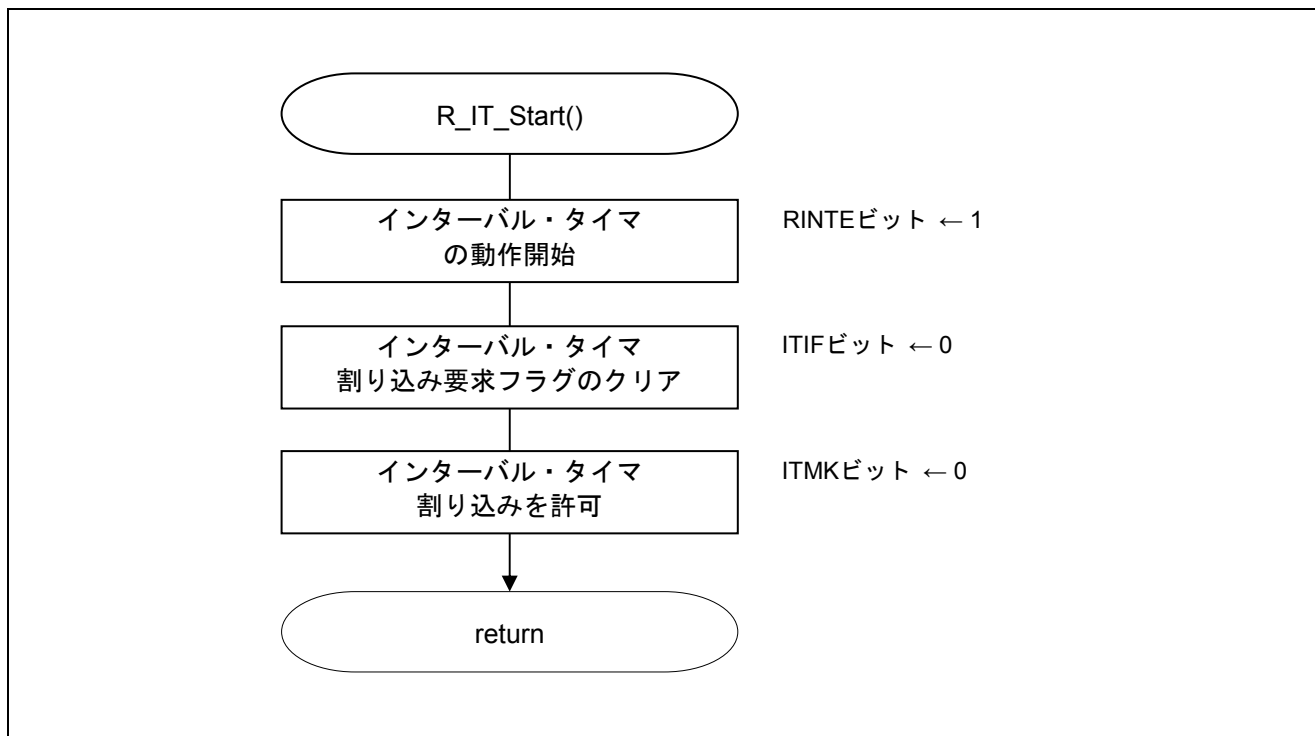 R_IT_Start()
インターバル・タイマ
の動作開始
RINTEビット ← 1
インターバル・タイマ
割り込み要求フラグのクリア
ITIFビット ← 0
インターバル・タイマ
割り込みを許可
ITMKビット ← 0
return